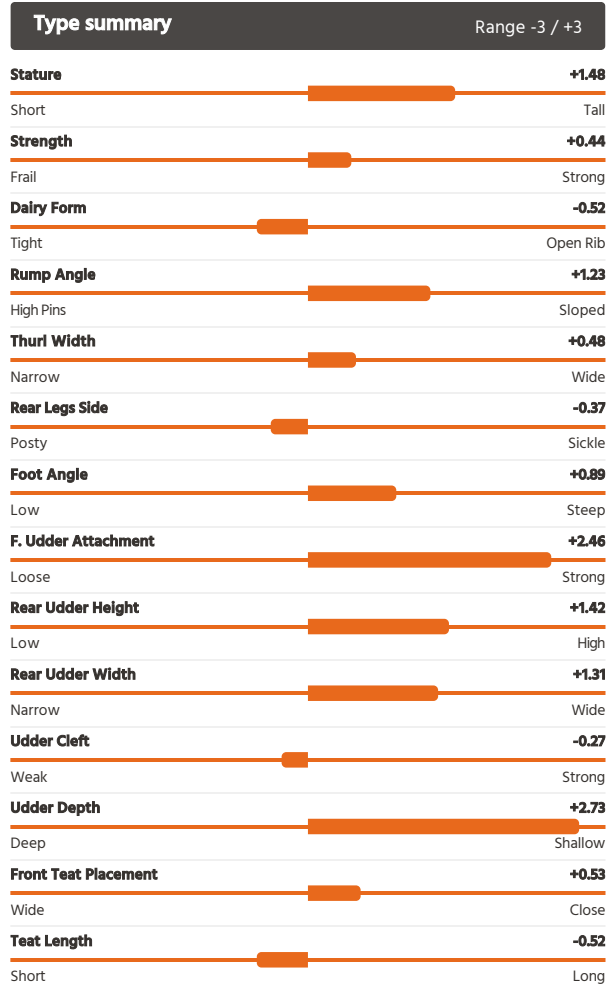 Type summary Range -3 / +3
Stature +1.48
Short Tall
Strength +0.44
Frail Strong
Dairy Form -0.52
Tight Open Rib
Rump Angle +1.23
High Pins Sloped
Thurl Width +0.48
Narrow Wide
Rear Legs Side -0.37
Posty Sickle
Foot Angle +0.89
Low Steep
F. Udder Attachment +2.46
Loose Strong
Rear Udder Height +1.42
Low High
Rear Udder Width +1.31
Narrow Wide
Udder Cleft -0.27
Weak Strong
Udder Depth +2.73
Deep Shallow
Front Teat Placement +0.53
Wide Close
Teat Length -0.52
Short Long